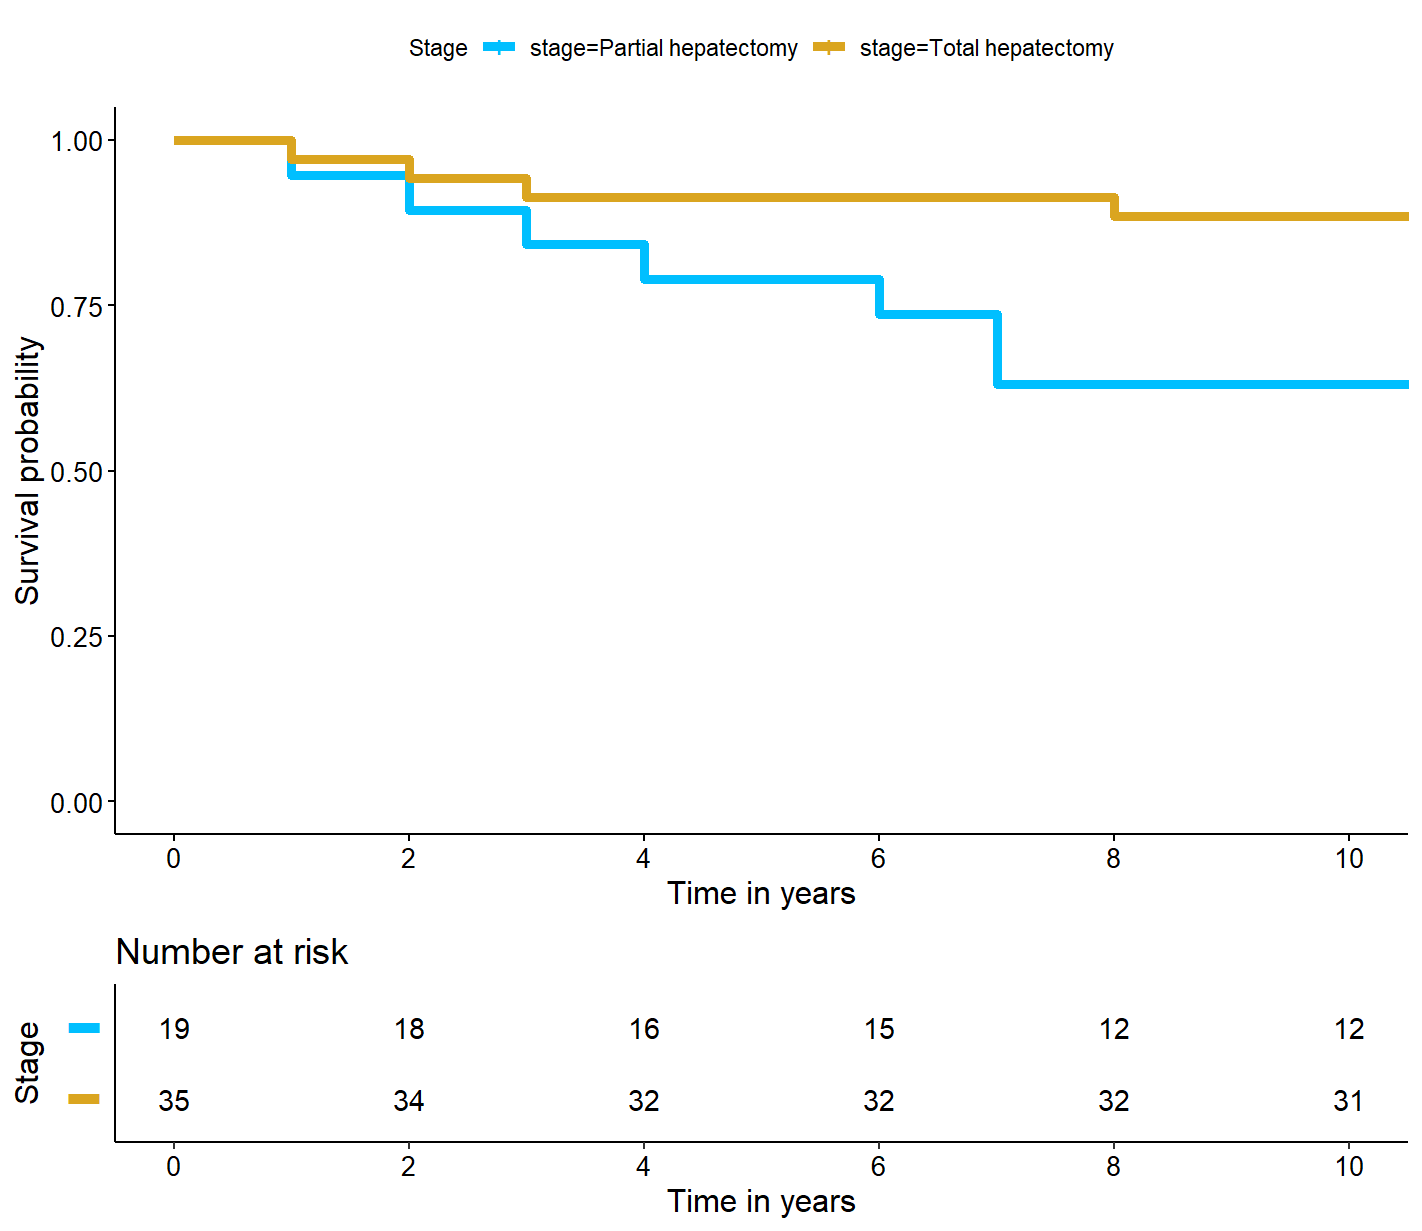 Stage stage=Partial hepatectomy stage=Total hepatectomy
1.00
0.75
0.50
0.25
0.00
Survival probability
0 2 4 6 8 10
Time in years
Number at risk
Stage
19 18 16 15 12 12
35 34 32 32 32 31
0 2 4 6 8 10
Time in years